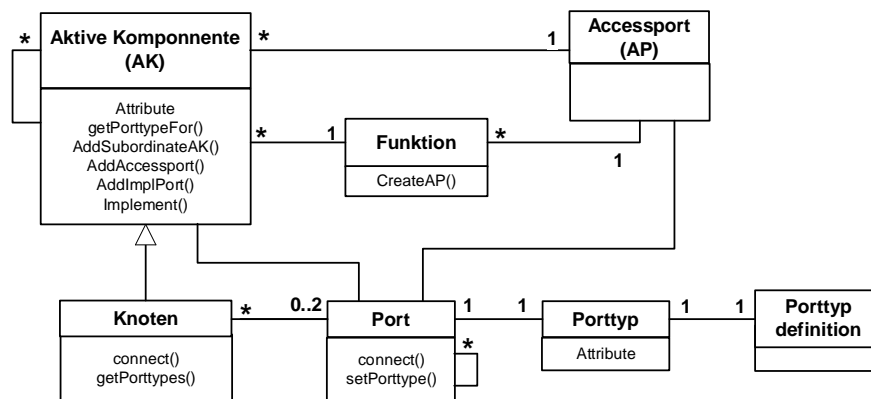 Aktive Komponnente
(AK)
Attribute
getPorttypeFor()
AddSubordinateAK()
AddAccessport()
AddImplPort()
Implement()
*
*
1
Accessport
(AP)
*
1
Funktion
CreateAP()
*
1
Knoten
connect()
getPorttypes()
*
0..2
Port
connect()
setPorttype()
*
1
1
Porttyp
Attribute
1
1
Porttyp
definition